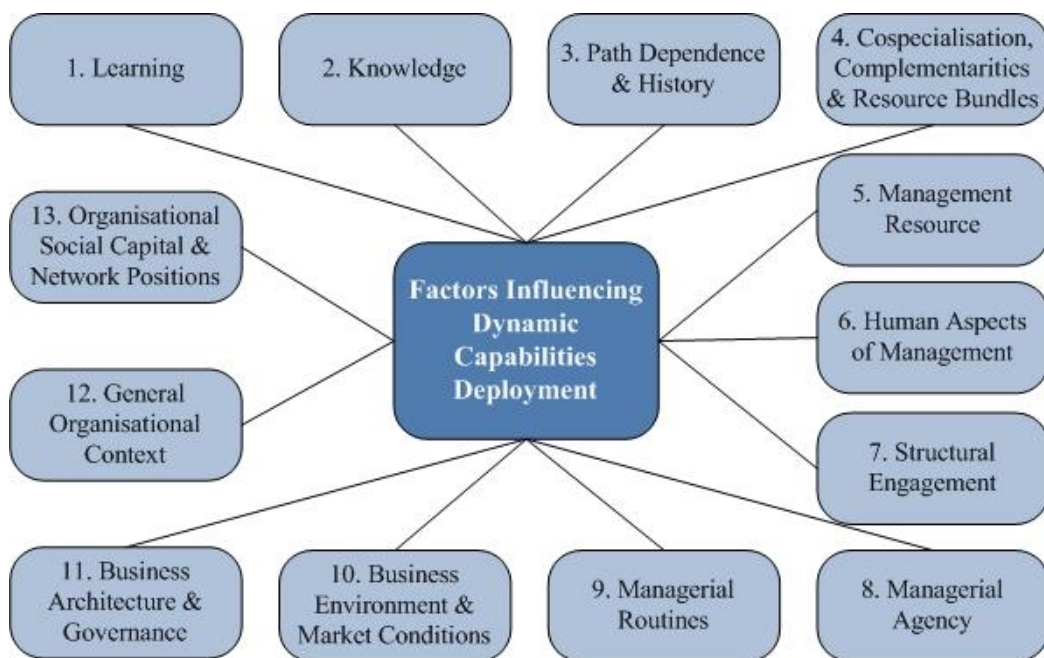 1. Learning
2. Knowledge
3. Path Dependence
& History
4. Cospecialisation,
Complementarities
& Resource Bundles
13. Organisational
Social Capital &
Network Positions
Factors Influencing
Dynamic
Capabilities
Deployment
5. Management
Resource
6. Human Aspects
of Management
12. General
Organisational
Context
7. Structural
Engagement
11. Business
Architecture &
Governance
10. Business
Environment &
Market Conditions
9. Managerial
Routines
8. Managerial
Agency